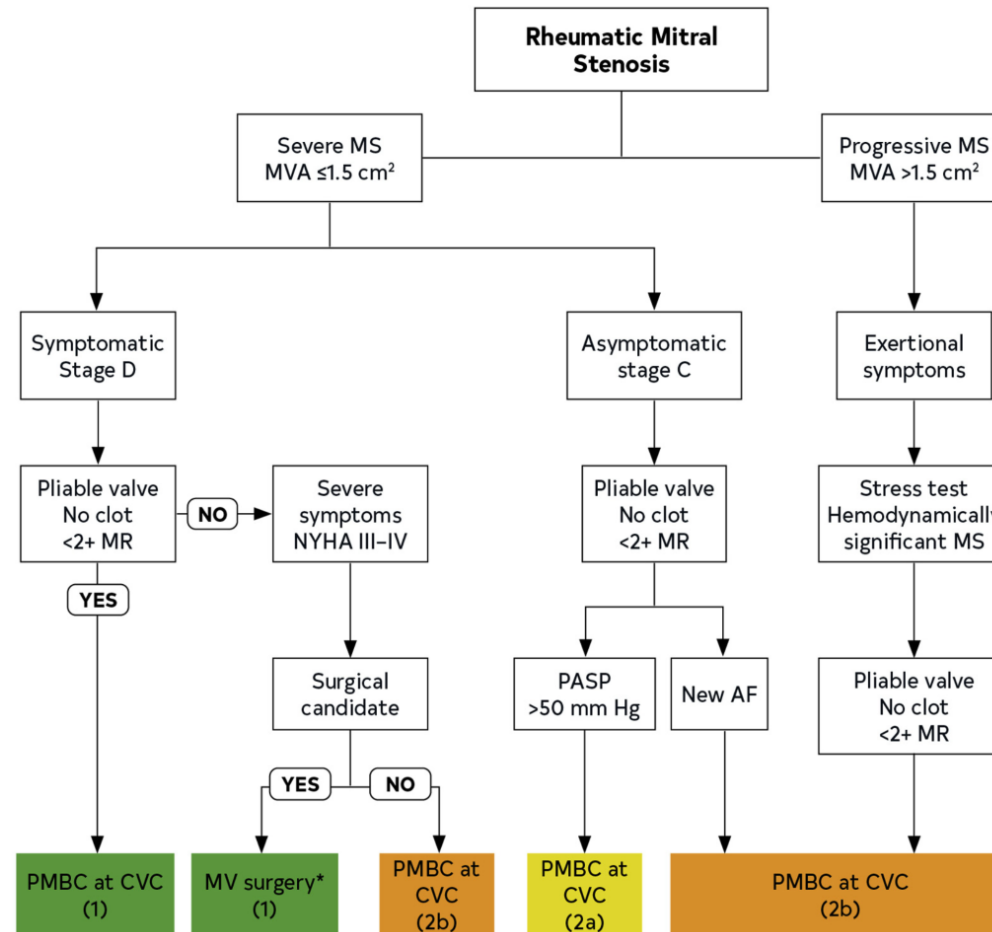 Rheumatic Mitral
Stenosis
Severe MS
MVA ≤1.5 cm²
Progressive MS
MVA >1.5 cm²
Symptomatic
Stage D
Asymptomatic
stage C
Exertional
symptoms
Pliable valve
No clot
<2+ MR
NO
Severe
symptoms
NYHA III–IV
Pliable valve
No clot
<2+ MR
Stress test
Hemodynamically
significant MS
YES
Surgical
candidate
PASP
>50 mm Hg
New AF
Pliable valve
No clot
<2+ MR
YES
NO
PMBC at CVC
(1)
MV surgery*
(1)
PMBC at
CVC
(2b)
PMBC at
CVC
(2a)
PMBC at CVC
(2b)